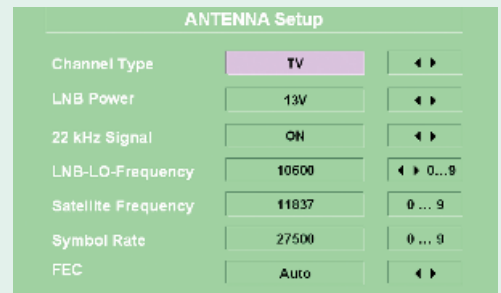 ANTENNA Setup
Channel Type TV ◄ ►
LNB Power 13V ◄ ►
22 kHz Signal ON ◄ ►
LNB-LO-Frequency 10600 ◄ ► 0...9
Satellite Frequency 11837 0 ... 9
Symbol Rate 27500 0 ... 9
FEC Auto ◄ ►